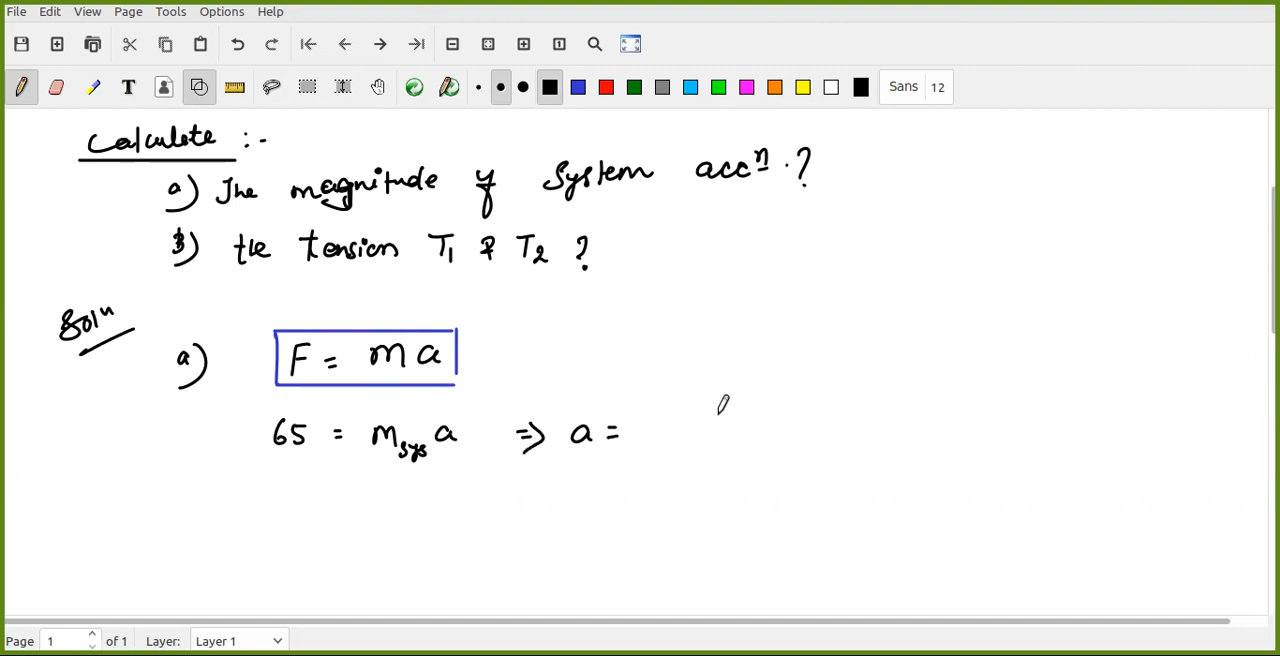 File Edit View Page Tools Options Help
Sans 12
Calculate :-
a) The magnitude of system accⁿ.?
b) the tension T₁ & T₂ ?
Solⁿ
a) F = ma
65 = m_sys a => a =
Page 1 of 1 Layer: Layer 1